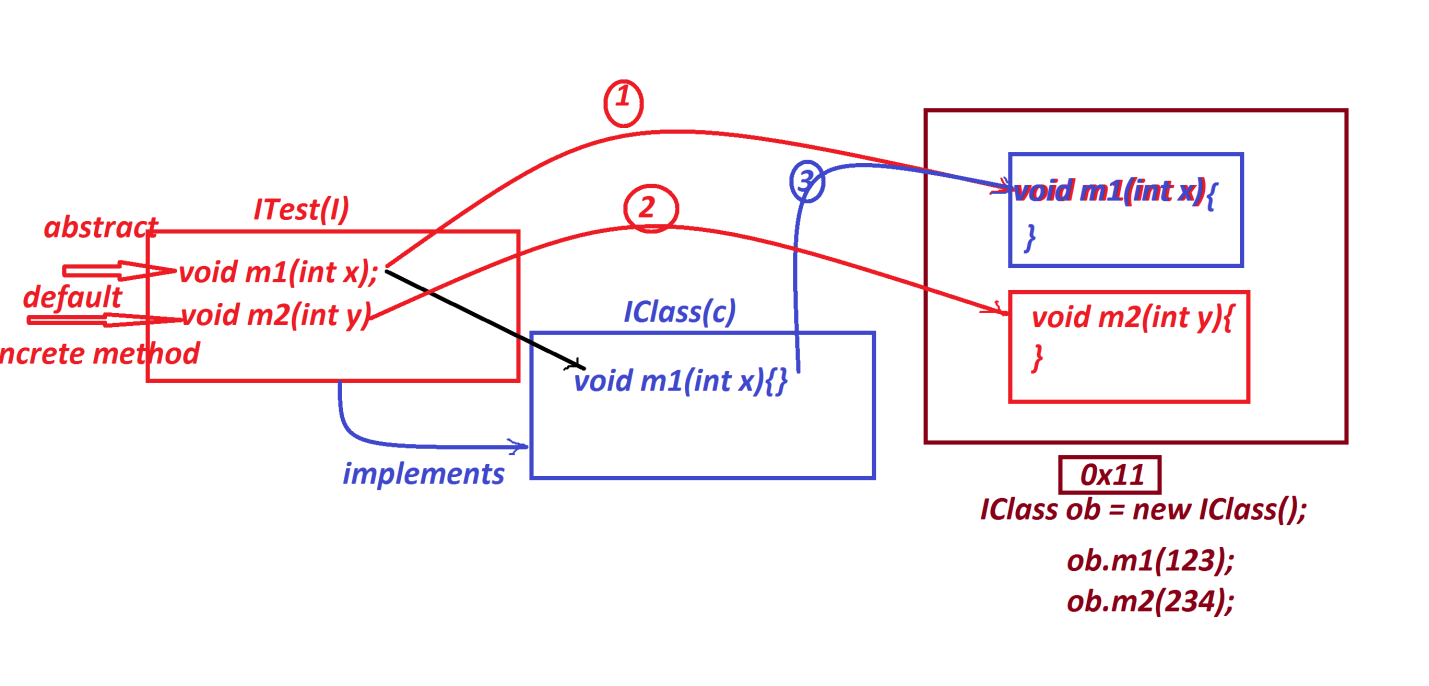 1
ITest(I)
abstract
void m1(int x);
default
void m2(int y)
ncrete method
implements
2
3
IClass(c)
void m1(int x){}
void m1(int x){
}
void m2(int y){
}
0x11
IClass ob = new IClass();
ob.m1(123);
ob.m2(234);